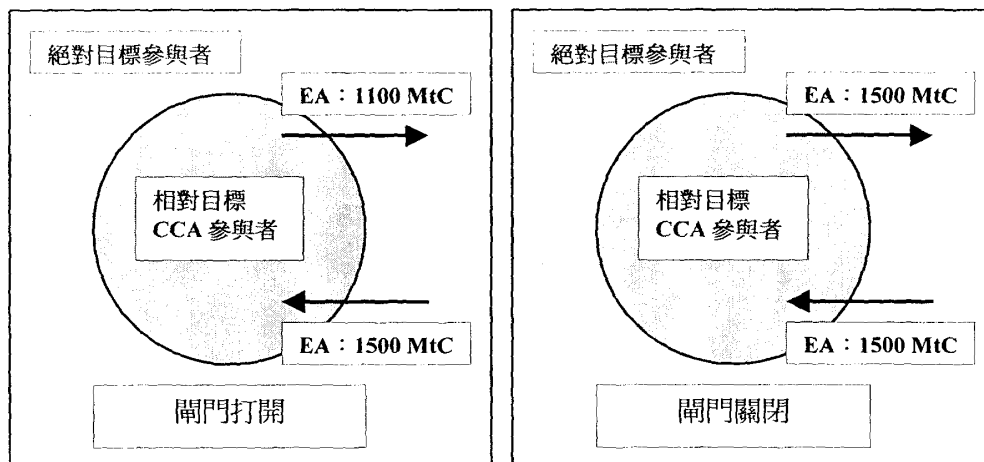 絕對目標參與者
EA：1100 MtC
相對目標
CCA 參與者
EA：1500 MtC
閘門打開
絕對目標參與者
EA：1500 MtC
相對目標
CCA 參與者
EA：1500 MtC
閘門關閉